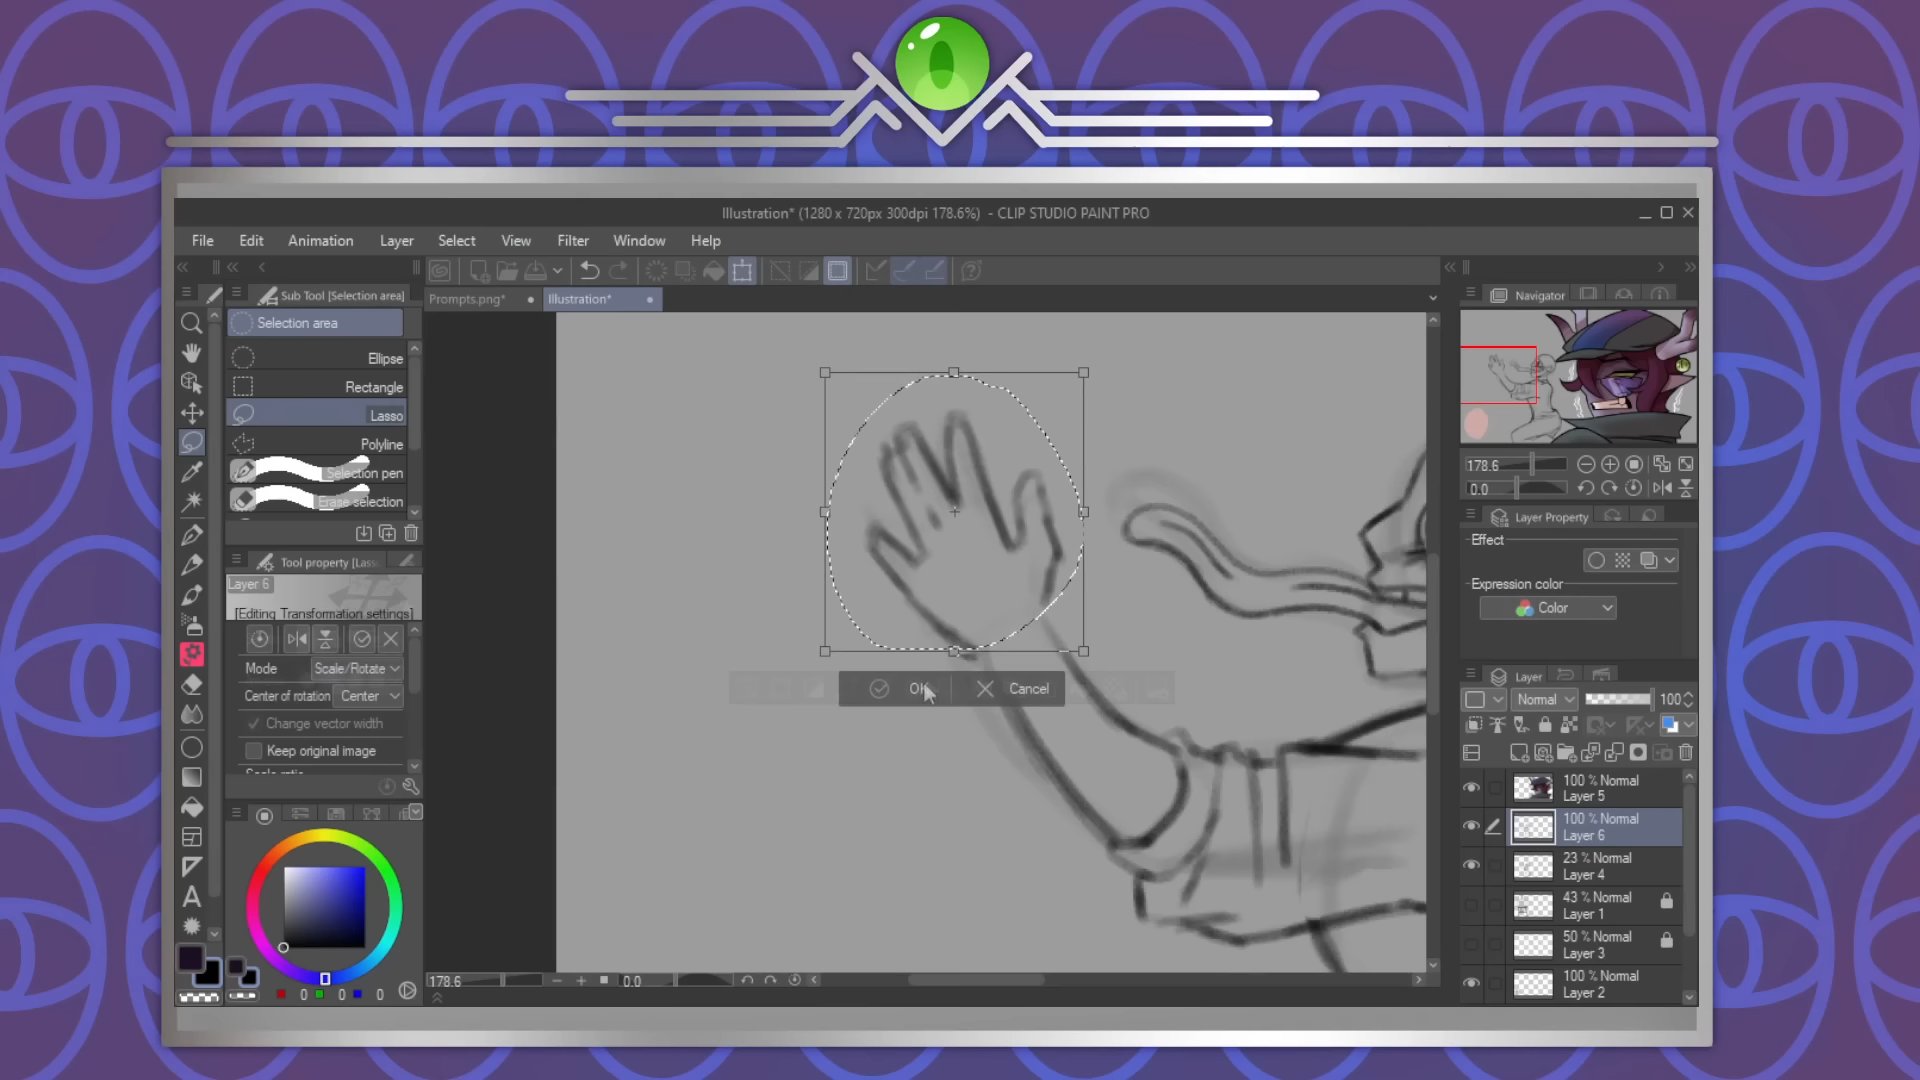 Illustration* (1280 x 720px 300dpi 178.6%) - CLIP STUDIO PAINT PRO
File Edit Animation Layer Select View Filter Window Help
Sub Tool [Selection area]
Prompts.png*
Illustration*
Navigator
Selection area
Ellipse
Rectangle
Lasso
Polyline
Selection pen
Erase selection
178.6
0.0
Layer Property
Effect
Expression color
Color
Tool property [Lass
Layer 6
[Editing Transformation settings]
Mode Scale/Rotate
Center of rotation Center
Change vector width
Keep original image
Scale ratio
OK Cancel
Layer
Normal 100
100 % Normal
Layer 5
100 % Normal
Layer 6
23 % Normal
Layer 4
43 % Normal
Layer 1
50 % Normal
Layer 3
100 % Normal
Layer 2
178.6 0.0
0 0 0